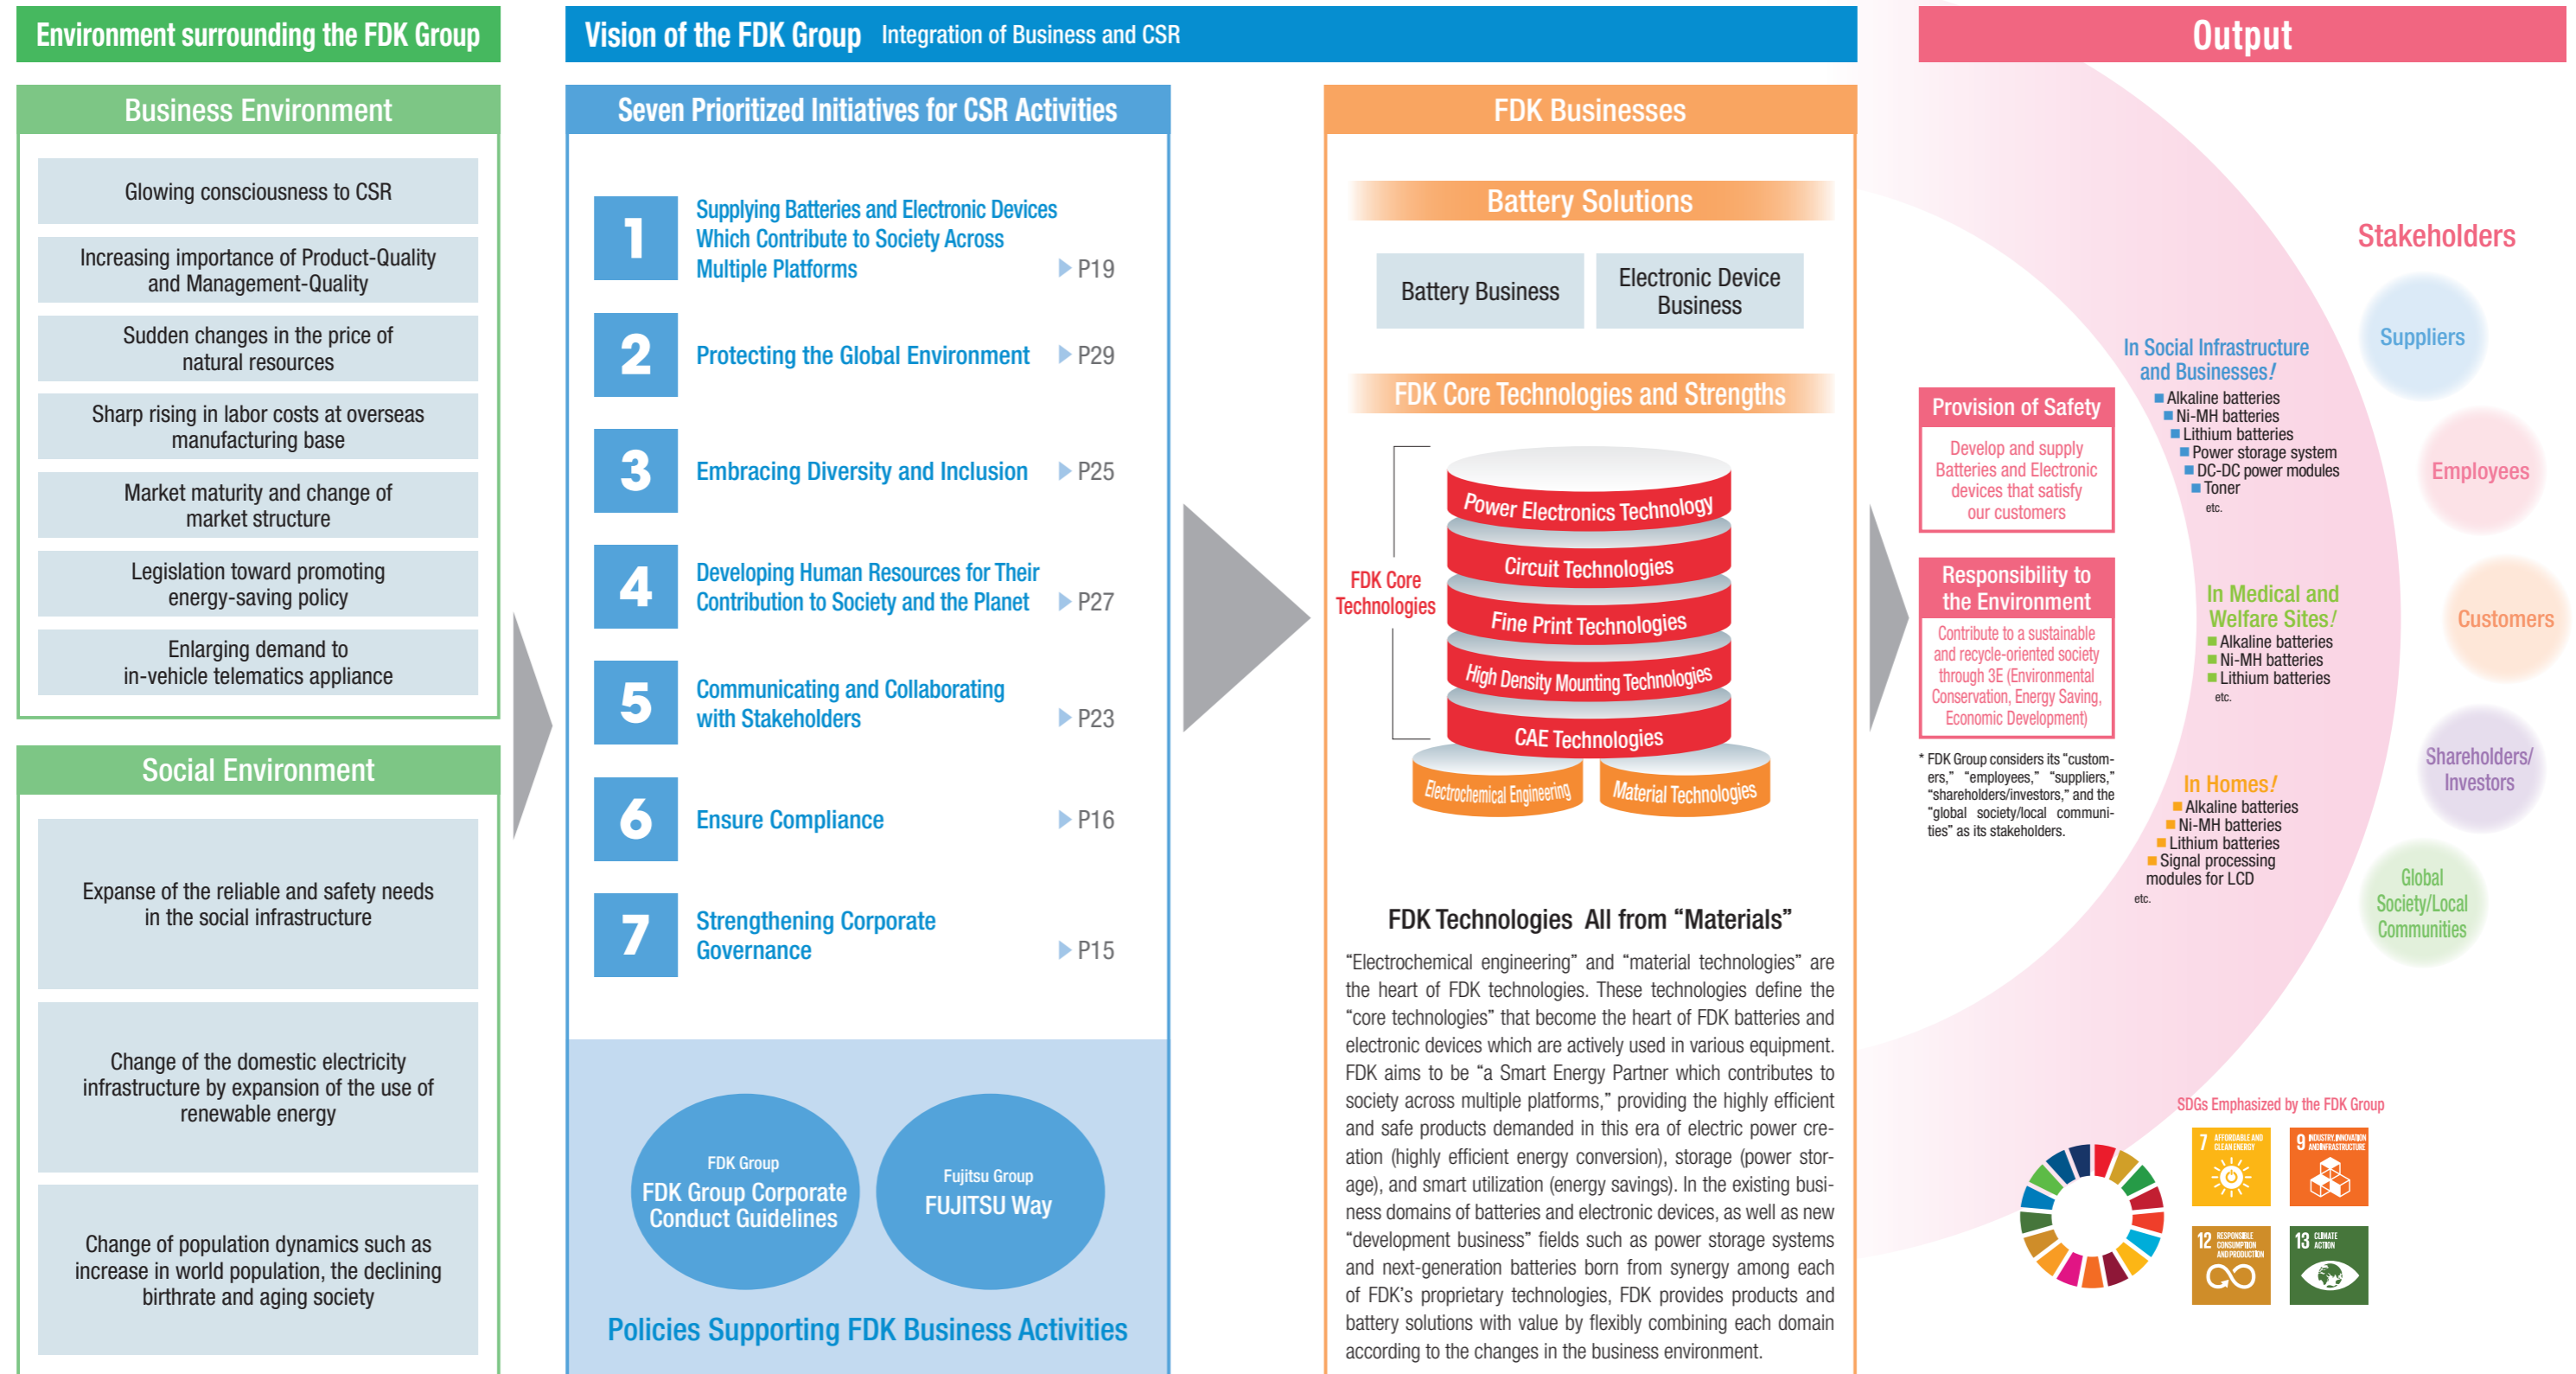 Environment surrounding the FDK Group
Business Environment
Glowing consciousness to CSR
Increasing importance of Product-Quality
and Management-Quality
Sudden changes in the price of
natural resources
Sharp rising in labor costs at overseas
manufacturing base
Market maturity and change of
market structure
Legislation toward promoting
energy-saving policy
Enlarging demand to
in-vehicle telematics appliance
Social Environment
Expanse of the reliable and safety needs
in the social infrastructure
Change of the domestic electricity
infrastructure by expansion of the use of
renewable energy
Change of population dynamics such as
increase in world population, the declining
birthrate and aging society
Vision of the FDK Group Integration of Business and CSR
Seven Prioritized Initiatives for CSR Activities
1
Supplying Batteries and Electronic Devices
Which Contribute to Society Across
Multiple Platforms ▶ P19
2
Protecting the Global Environment ▶ P29
3
Embracing Diversity and Inclusion ▶ P25
4
Developing Human Resources for Their
Contribution to Society and the Planet ▶ P27
5
Communicating and Collaborating
with Stakeholders ▶ P23
6
Ensure Compliance ▶ P16
7
Strengthening Corporate
Governance ▶ P15
FDK Group
FDK Group Corporate
Conduct Guidelines
Fujitsu Group
FUJITSU Way
Policies Supporting FDK Business Activities
FDK Businesses
Battery Solutions
Battery Business
Electronic Device
Business
FDK Core Technologies and Strengths
FDK Core
Technologies
Power Electronics Technology
Circuit Technologies
Fine Print Technologies
High Density Mounting Technologies
CAE Technologies
Electrochemical Engineering
Material Technologies
FDK Technologies All from “Materials”
“Electrochemical engineering” and “material technologies” are
the heart of FDK technologies. These technologies define the
“core technologies” that become the heart of FDK batteries and
electronic devices which are actively used in various equipment.
FDK aims to be “a Smart Energy Partner which contributes to
society across multiple platforms,” providing the highly efficient
and safe products demanded in this era of electric power cre-
ation (highly efficient energy conversion), storage (power stor-
age), and smart utilization (energy savings). In the existing busi-
ness domains of batteries and electronic devices, as well as new
“development business” fields such as power storage systems
and next-generation batteries born from synergy among each
of FDK’s proprietary technologies, FDK provides products and
battery solutions with value by flexibly combining each domain
according to the changes in the business environment.
Output
Provision of Safety
Develop and supply
Batteries and Electronic
devices that satisfy
our customers
Responsibility to
the Environment
Contribute to a sustainable
and recycle-oriented society
through 3E (Environmental
Conservation, Energy Saving,
Economic Development)
* FDK Group considers its “custom-
ers,” “employees,” “suppliers,”
“shareholders/investors,” and the
“global society/local communi-
ties” as its stakeholders.
In Social Infrastructure
and Businesses!
■ Alkaline batteries
■ Ni-MH batteries
■ Lithium batteries
■ Power storage system
■ DC-DC power modules
■ Toner
etc.
In Medical and
Welfare Sites!
■ Alkaline batteries
■ Ni-MH batteries
■ Lithium batteries
etc.
In Homes!
■ Alkaline batteries
■ Ni-MH batteries
■ Lithium batteries
■ Signal processing
modules for LCD
etc.
Stakeholders
Suppliers
Employees
Customers
Shareholders/
Investors
Global
Society/Local
Communities
SDGs Emphasized by the FDK Group
7 AFFORDABLE AND
CLEAN ENERGY
9 INDUSTRY, INNOVATION
AND INFRASTRUCTURE
12 RESPONSIBLE
CONSUMPTION
AND PRODUCTION
13 CLIMATE
ACTION